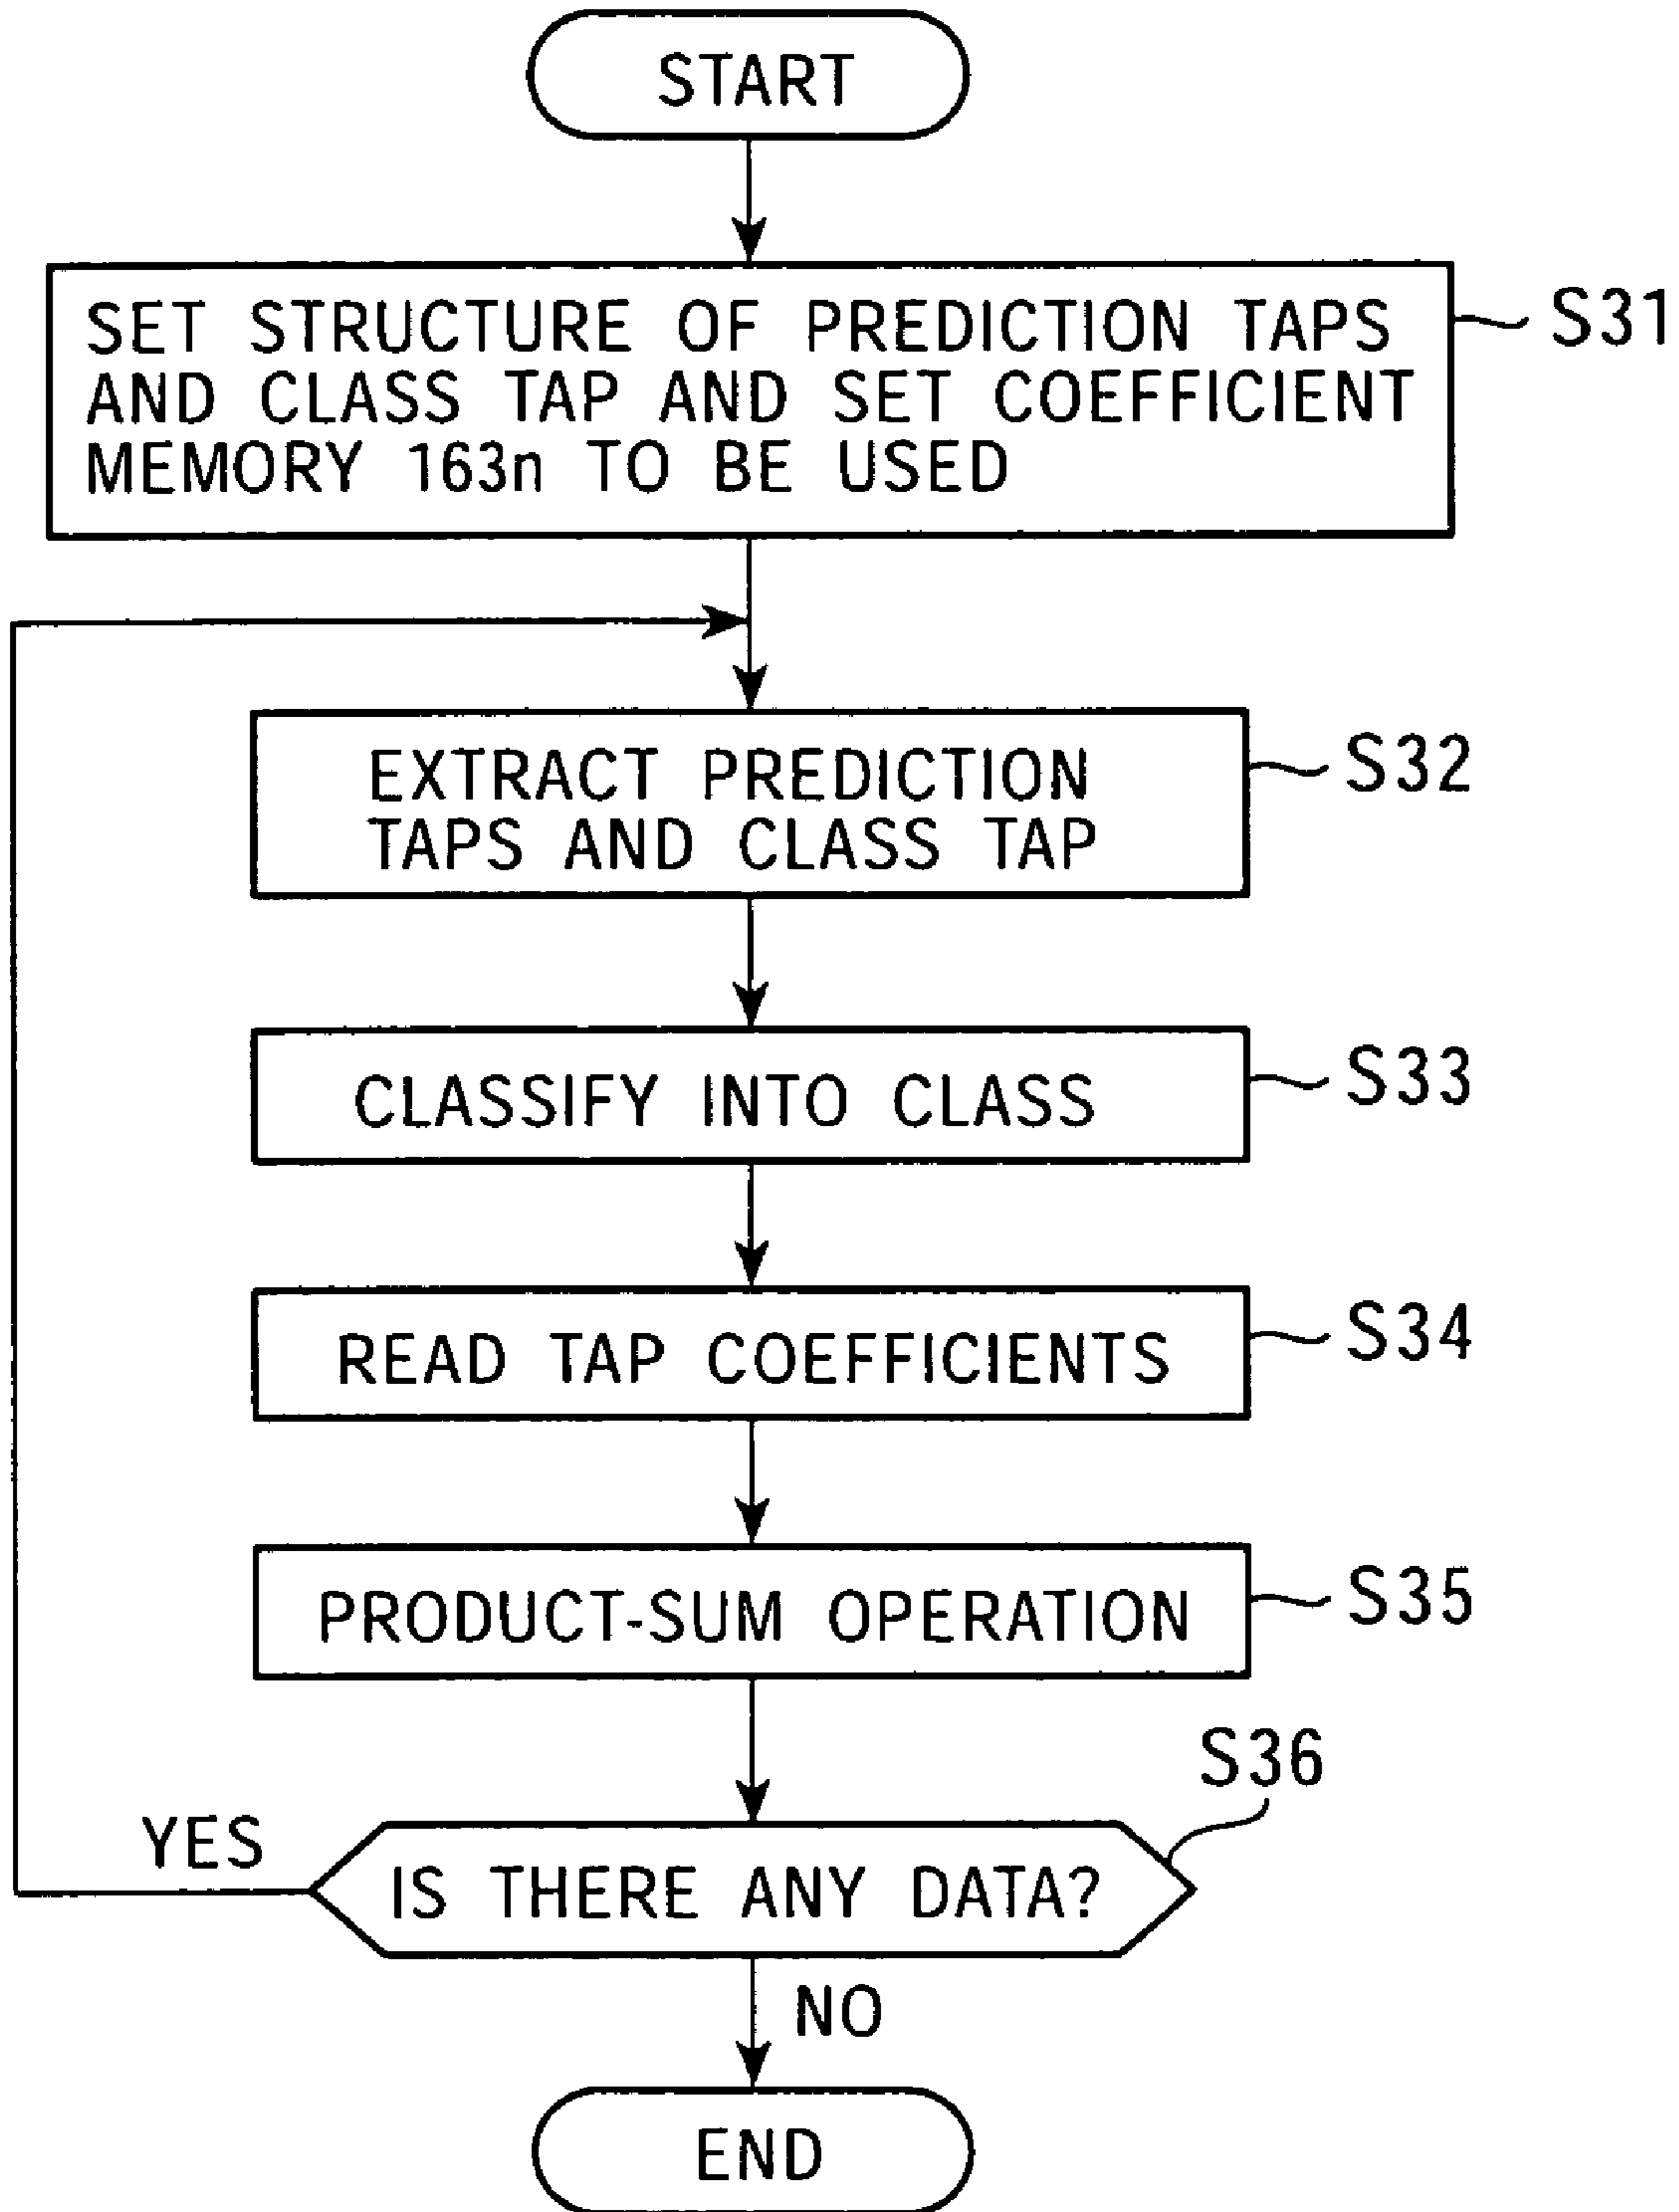 START
SET STRUCTURE OF PREDICTION TAPS
AND CLASS TAP AND SET COEFFICIENT
MEMORY 163n TO BE USED
S31
EXTRACT PREDICTION
TAPS AND CLASS TAP
S32
CLASSIFY INTO CLASS
S33
READ TAP COEFFICIENTS
S34
PRODUCT-SUM OPERATION
S35
S36
YES
IS THERE ANY DATA?
NO
END